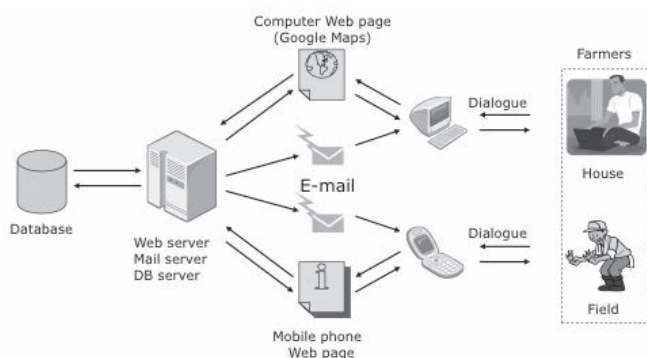 Computer Web page
(Google Maps)
Farmers
Dialogue
House
E-mail
Database
Web server
Mail server
DB server
Dialogue
i
Mobile phone
Web page
Field